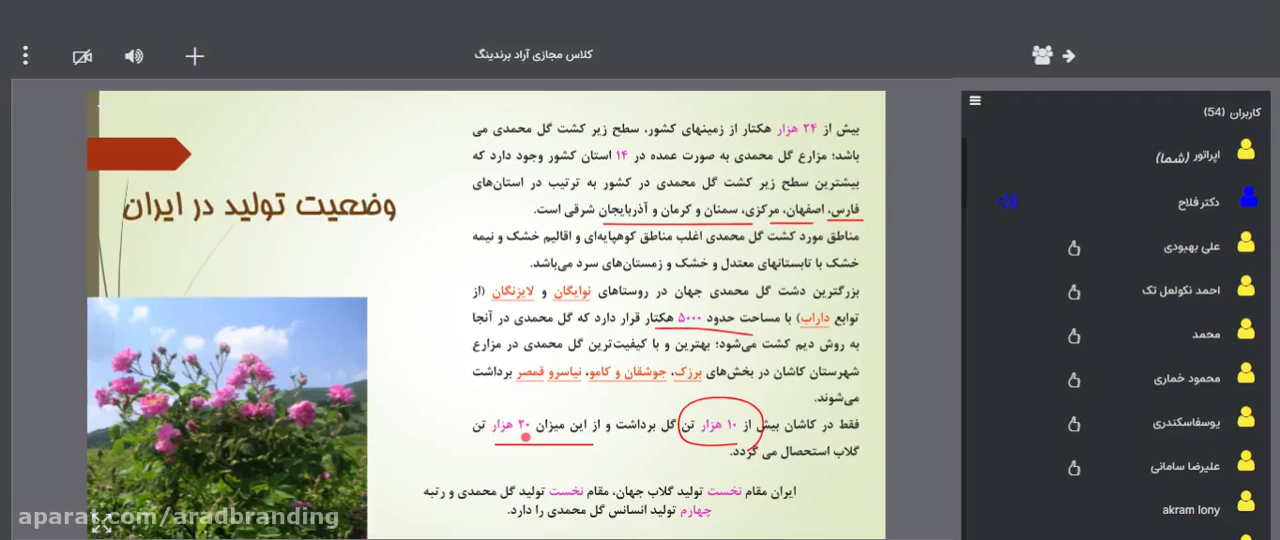 کلاس مجازی آراد برندینگ
کاربران (54)
اپراتور (شما)
دکتر فلاح
علی بهبودی
احمد نکولعل تک
محمد
محمود خماری
یوسفاسکندری
علیرضا سامانی
akram lony
وضعیت تولید در ایران
بیش از ۲۴ هزار هکتار از زمینهای کشور، سطح زیر کشت گل محمدی می
باشد؛ مزارع گل محمدی به صورت عمده در ۱۴ استان کشور وجود دارد که
بیشترین سطح زیر کشت گل محمدی در کشور به ترتیب در استان‌های
فارس، اصفهان، مرکزی، سمنان و کرمان و آذربایجان شرقی است.
مناطق مورد کشت گل محمدی اغلب مناطق کوهپایه‌ای و اقالیم خشک و نیمه
خشک با تابستانهای معتدل و خشک و زمستان‌های سرد می‌باشد.
بزرگترین دشت گل محمدی جهان در روستاهای نوایگان و لایزنگان (از
توابع داراب) با مساحت حدود ۵۰۰۰ هکتار قرار دارد که گل محمدی در آنجا
به روش دیم کشت می‌شود؛ بهترین و با کیفیت‌ترین گل محمدی در مزارع
شهرستان کاشان در بخش‌های برزک، جوشقان و کامو، نیاسرو قمصر برداشت
می‌شوند.
فقط در کاشان بیش از ۱۰ هزار تن گل برداشت و از این میزان ۲۰ هزار تن
گلاب استحصال می گردد.
ایران مقام نخست تولید گلاب جهان، مقام نخست تولید گل محمدی و رتبه
چهارم تولید انسانس گل محمدی را دارد.
aparat.com/aradbranding